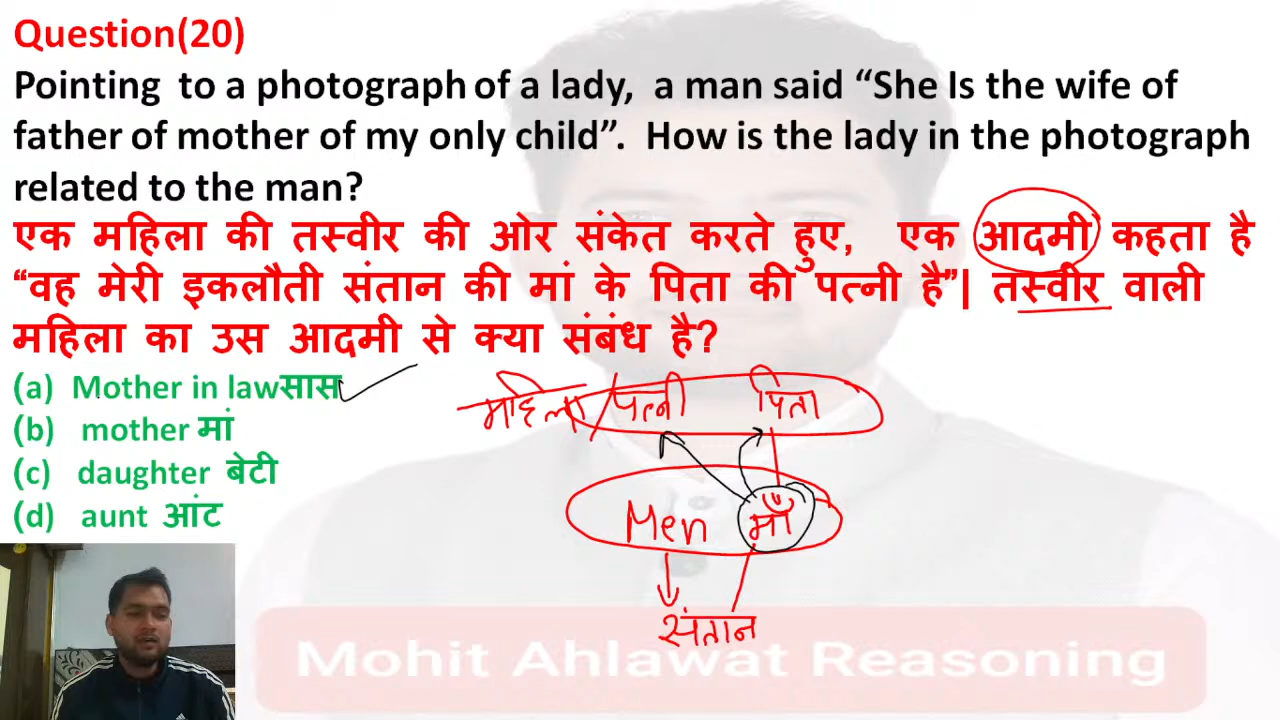 Question(20)
Pointing to a photograph of a lady, a man said “She Is the wife of
father of mother of my only child”. How is the lady in the photograph
related to the man?
एक महिला की तस्वीर की ओर संकेत करते हुए, एक आदमी कहता है
“वह मेरी इकलौती संतान की मां के पिता की पत्नी है”| तस्वीर वाली
महिला का उस आदमी से क्या संबंध है?
(a) Mother in lawसास
(b) mother मां
(c) daughter बेटी
(d) aunt आंट
महिला/पत्नी पिता
Men माँ
संतान
Mohit Ahlawat Reasoning